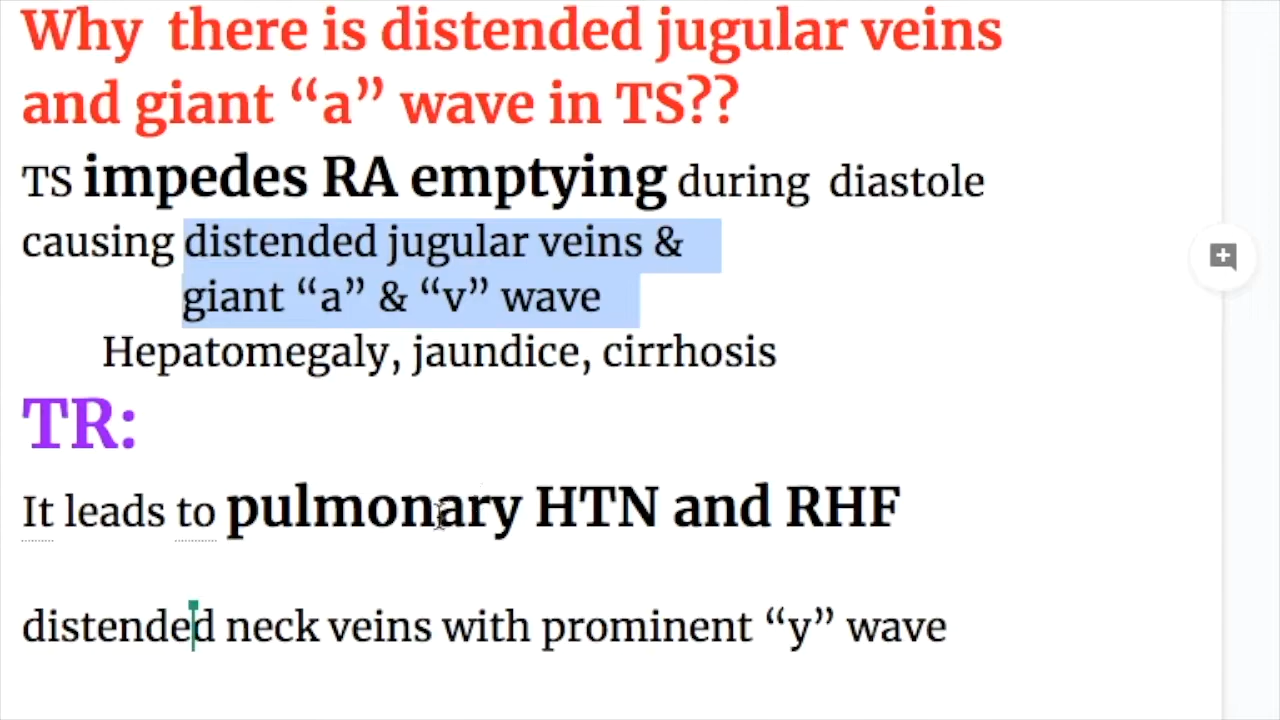 Why there is distended jugular veins
and giant “a” wave in TS??
TS impedes RA emptying during diastole
causing distended jugular veins &
giant “a” & “v” wave
Hepatomegaly, jaundice, cirrhosis
TR:
It leads to pulmonary HTN and RHF
distended neck veins with prominent “y” wave